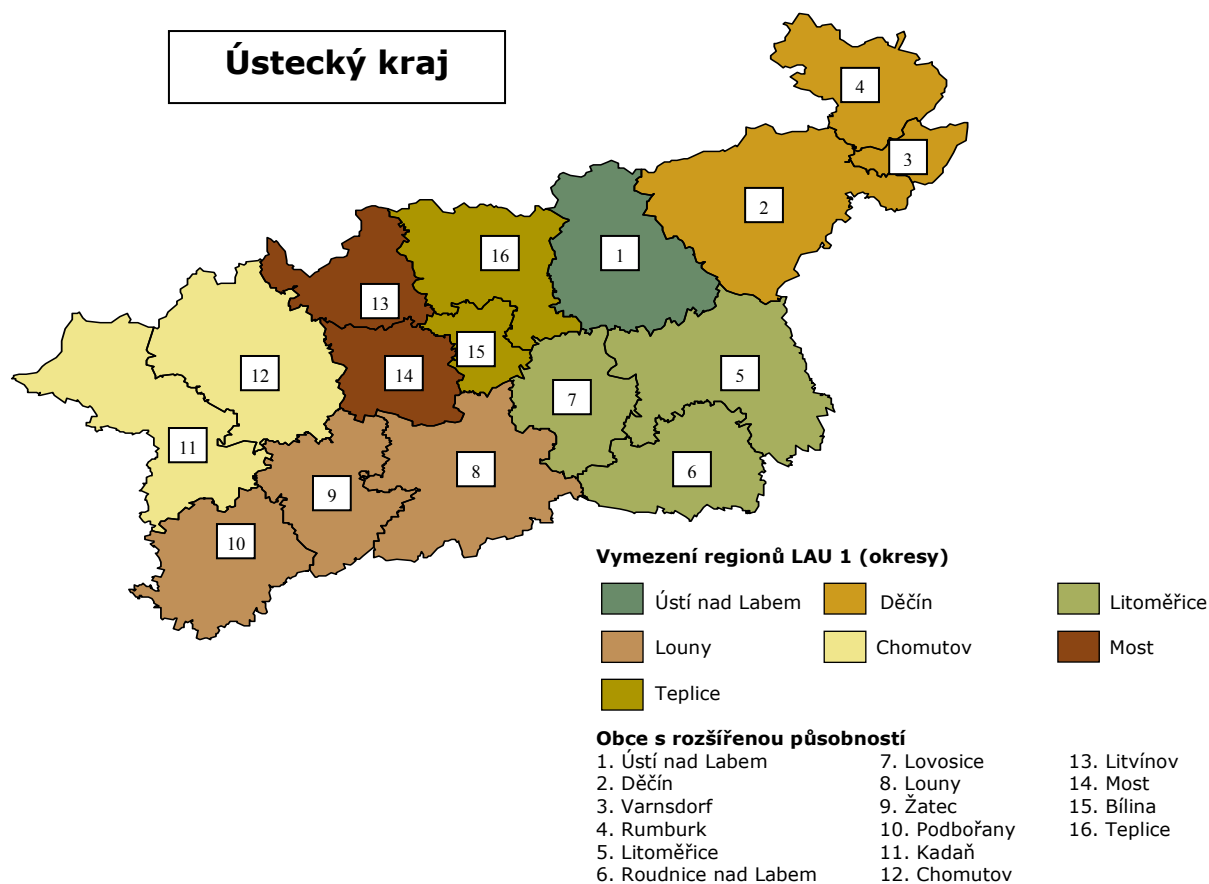 Ústecký kraj
4
3
2
16
1
13
15
12
14
5
7
11
8
6
9
10
Vymezení regionů LAU 1 (okresy)
Ústí nad Labem
Děčín
Litoměřice
Louny
Chomutov
Most
Teplice
Obce s rozšířenou působností
1. Ústí nad Labem
2. Děčín
3. Varnsdorf
4. Rumburk
5. Litoměřice
6. Roudnice nad Labem
7. Lovosice
8. Louny
9. Žatec
10. Podbořany
11. Kadaň
12. Chomutov
13. Litvínov
14. Most
15. Bílina
16. Teplice